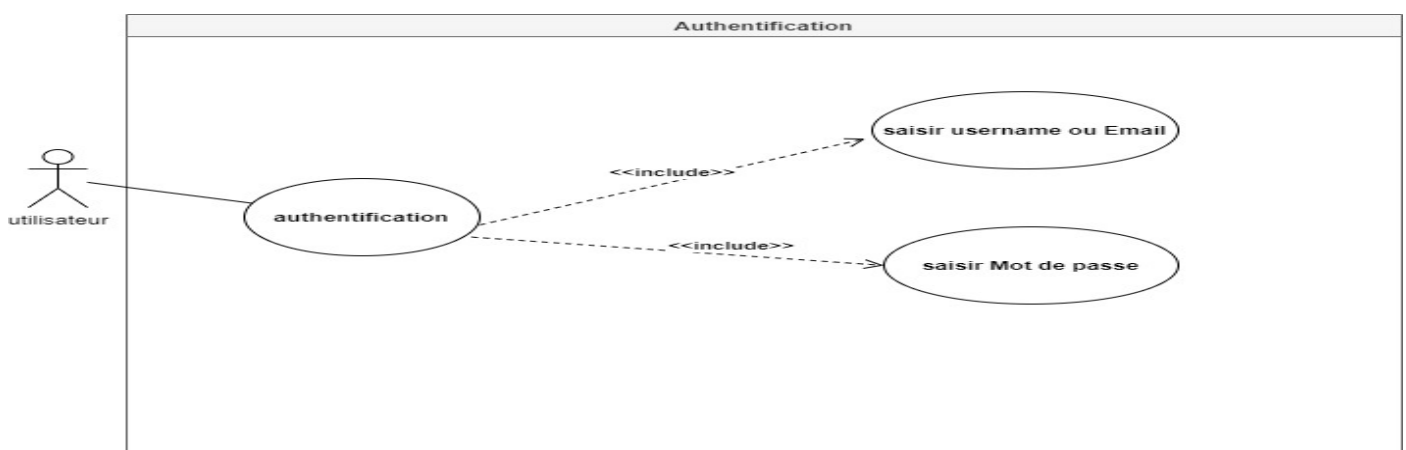 Authentification
saisir username ou Email
<<include>>
utilisateur
authentification
<<include>>
saisir Mot de passe